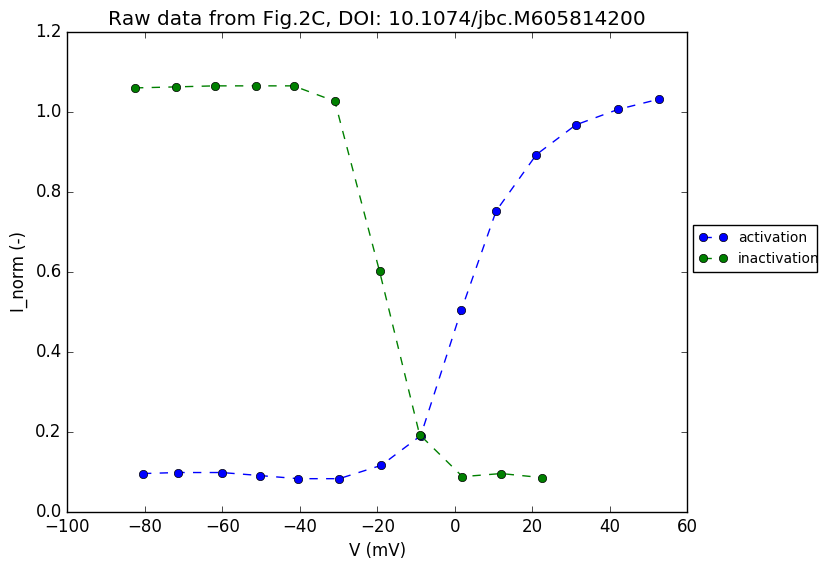 Raw data from Fig.2C, DOI: 10.1074/jbc.M605814200
1.2
1.0
0.8
0.6
0.4
0.2
0.0
I_norm (-)
−100 −80 −60 −40 −20 0 20 40 60
V (mV)
activation
inactivation